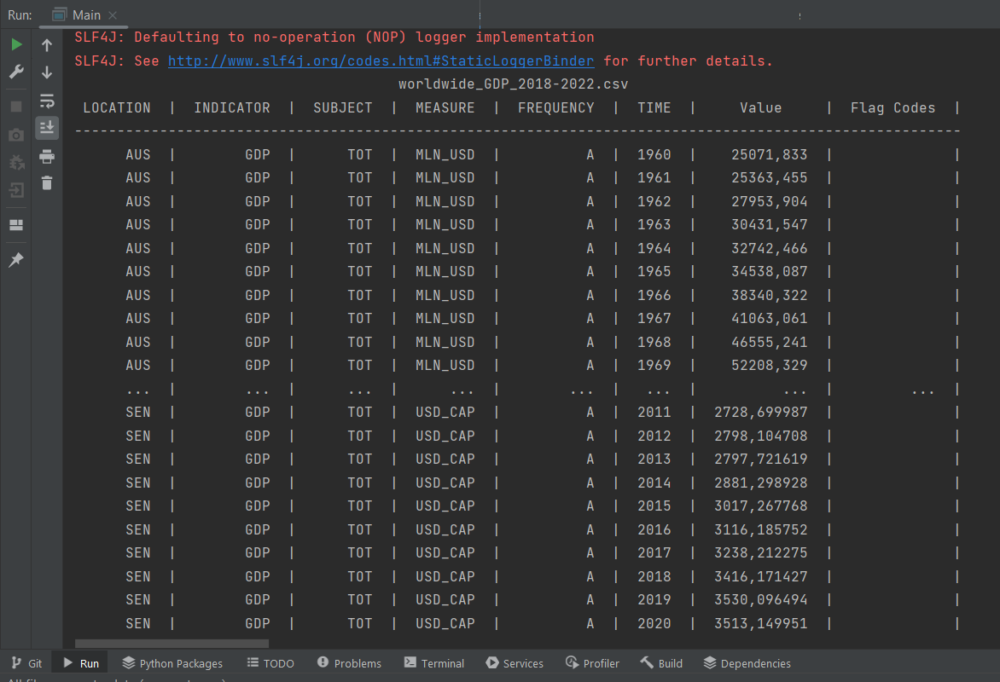 Run: Main
SLF4J: Defaulting to no-operation (NOP) logger implementation
SLF4J: See http://www.slf4j.org/codes.html#StaticLoggerBinder for further details.
worldwide_GDP_2018-2022.csv
LOCATION | INDICATOR | SUBJECT | MEASURE | FREQUENCY | TIME | Value | Flag Codes |
--------------------------------------------------------------------------------------------------------
AUS | GDP | TOT | MLN_USD | A | 1960 | 25071,833 | |
AUS | GDP | TOT | MLN_USD | A | 1961 | 25363,455 | |
AUS | GDP | TOT | MLN_USD | A | 1962 | 27953,904 | |
AUS | GDP | TOT | MLN_USD | A | 1963 | 30431,547 | |
AUS | GDP | TOT | MLN_USD | A | 1964 | 32742,466 | |
AUS | GDP | TOT | MLN_USD | A | 1965 | 34538,087 | |
AUS | GDP | TOT | MLN_USD | A | 1966 | 38340,322 | |
AUS | GDP | TOT | MLN_USD | A | 1967 | 41063,061 | |
AUS | GDP | TOT | MLN_USD | A | 1968 | 46555,241 | |
AUS | GDP | TOT | MLN_USD | A | 1969 | 52208,329 | |
... | ... | ... | ... | ... | ... | ... | ... |
SEN | GDP | TOT | USD_CAP | A | 2011 | 2728,699987 | |
SEN | GDP | TOT | USD_CAP | A | 2012 | 2798,104708 | |
SEN | GDP | TOT | USD_CAP | A | 2013 | 2797,721619 | |
SEN | GDP | TOT | USD_CAP | A | 2014 | 2881,298928 | |
SEN | GDP | TOT | USD_CAP | A | 2015 | 3017,267768 | |
SEN | GDP | TOT | USD_CAP | A | 2016 | 3116,185752 | |
SEN | GDP | TOT | USD_CAP | A | 2017 | 3238,212275 | |
SEN | GDP | TOT | USD_CAP | A | 2018 | 3416,171427 | |
SEN | GDP | TOT | USD_CAP | A | 2019 | 3530,096494 | |
SEN | GDP | TOT | USD_CAP | A | 2020 | 3513,149951 | |
Git Run Python Packages TODO Problems Terminal Services Profiler Build Dependencies